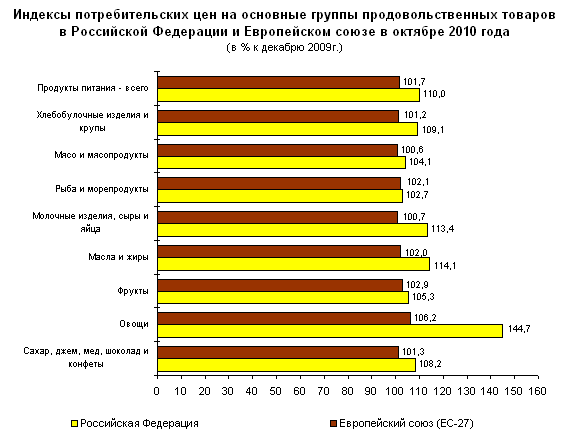 Индексы потребительских цен на основные группы продовольственных товаров
в Российской Федерации и Европейском союзе в октябре 2010 года
(в % к декабрю 2009г.)
Продукты питания - всего
101,7
110,0
Хлебобулочные изделия и
крупы
101,2
109,1
Мясо и мясопродукты
100,6
104,1
Рыба и морепродукты
102,1
102,7
Молочные изделия, сыры и
яйца
100,7
113,4
Масла и жиры
102,0
114,1
Фрукты
102,9
105,3
Овощи
106,2
144,7
Сахар, джем, мед, шоколад и
конфеты
101,3
108,2
0 10 20 30 40 50 60 70 80 90 100 110 120 130 140 150 160
Российская Федерация
Европейский союз (ЕС-27)